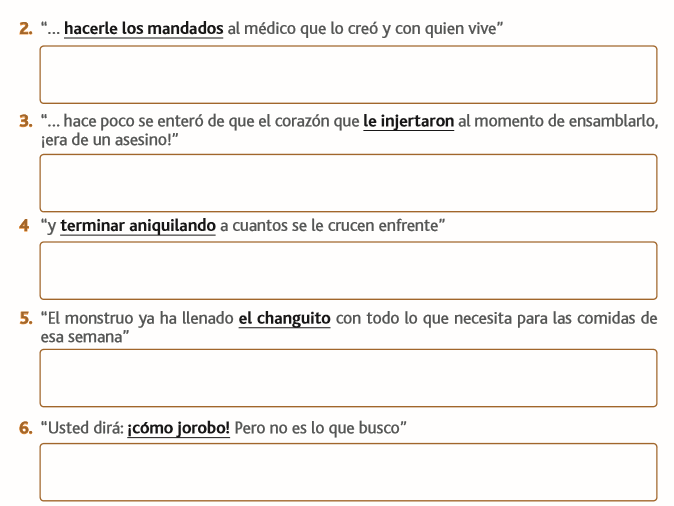 2. “... hacerle los mandados al médico que lo creó y con quien vive”
3. “... hace poco se enteró de que el corazón que le injertaron al momento de ensamblarlo,
¡era de un asesino!”
4 “y terminar aniquilando a cuantos se le crucen enfrente”
5. “El monstruo ya ha llenado el changuito con todo lo que necesita para las comidas de
esa semana”
6. “Usted dirá: ¡cómo jorobo! Pero no es lo que busco”